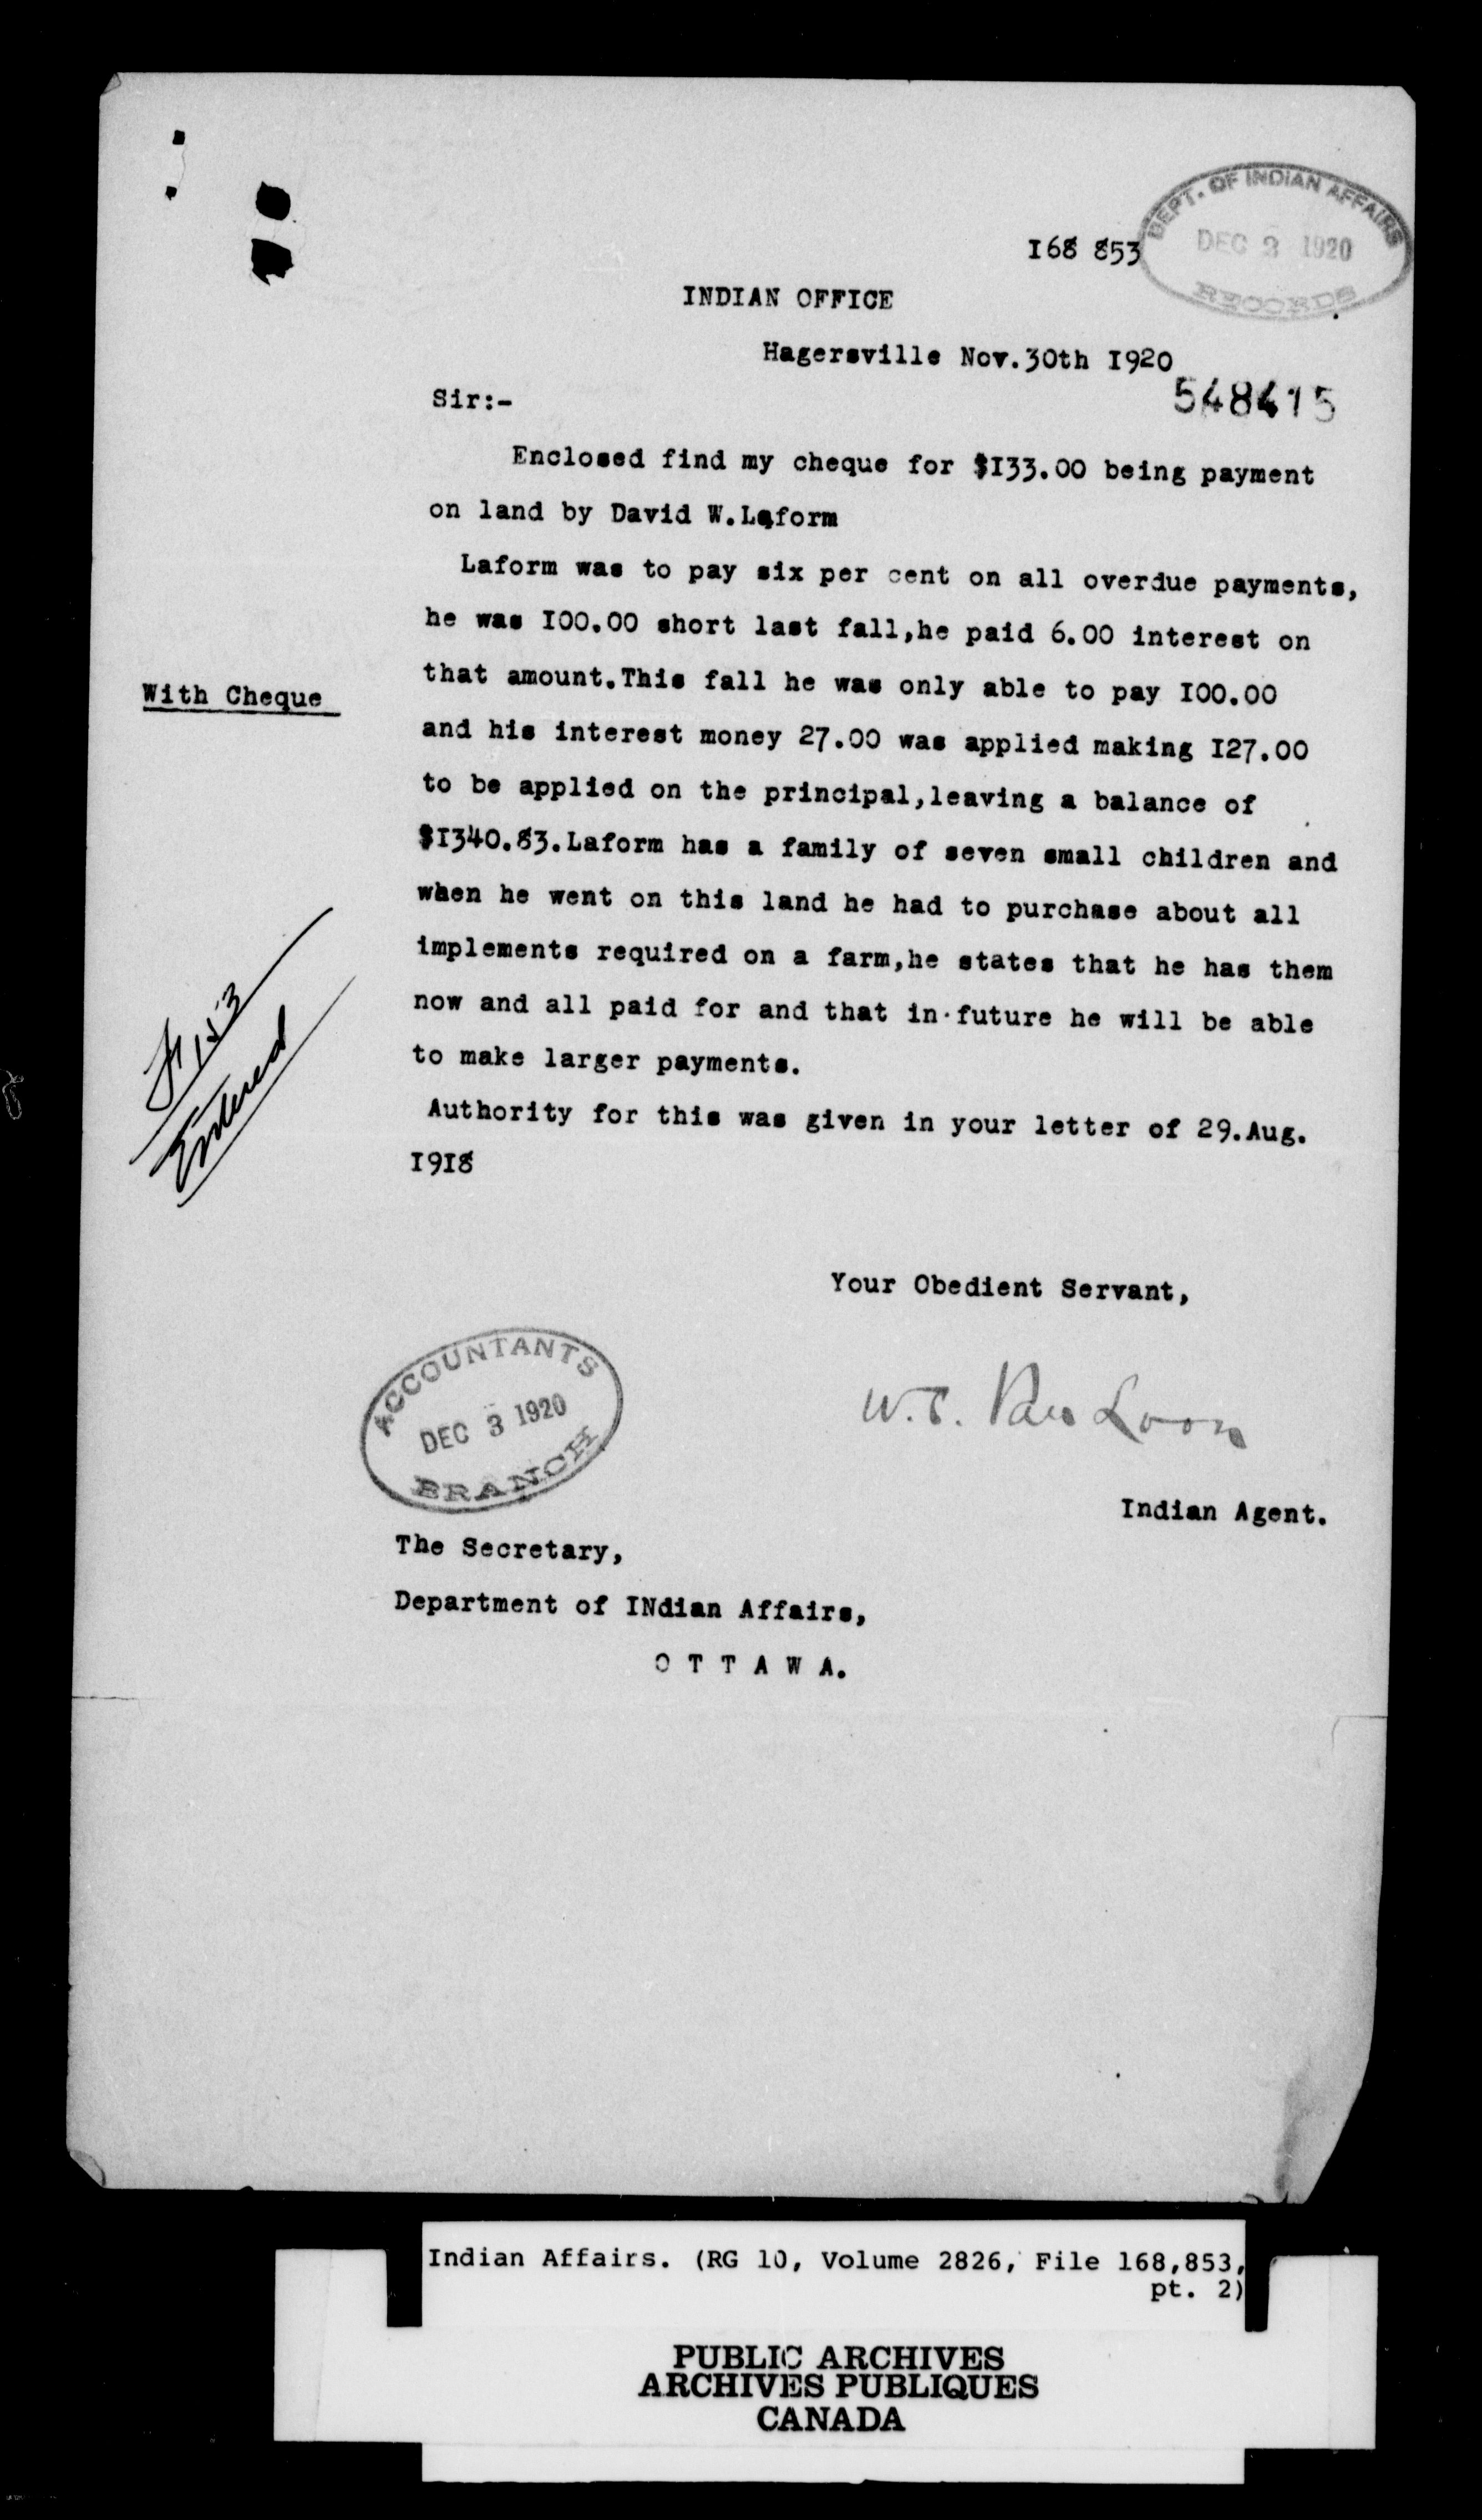 DEPT. OF INDIAN AFFAIRS
DEC 3 1920
RECORDS
168 853
INDIAN OFFICE
Hagersville Nov.30th I920
548415
Sir:-
Enclosed find my cheque for $I33.00 being payment
on land by David W.Laform
Laform was to pay six per cent on all overdue payments,
he was I00.00 short last fall,he paid 6.00 interest on
that amount.This fall he was only able to pay I00.00
With Cheque
and his interest money 27.00 was applied making I27.00
to be applied on the principal,leaving a balance of
$I340.83.Laform has a family of seven small children and
when he went on this land he had to purchase about all
implements required on a farm,he states that he has them
now and all paid for and that in future he will be able
to make larger payments.
Authority for this was given in your letter of 29.Aug.
I918
Entered
Your Obedient Servant,
ACCOUNTANTS
DEC 3 1920
BRANCH
W.C. Van Loon
Indian Agent.
The Secretary,
Department of INdian Affairs,
O T T A W A.
Indian Affairs. (RG 10, Volume 2826, File 168,853,
pt. 2)
PUBLIC ARCHIVES
ARCHIVES PUBLIQUES
CANADA